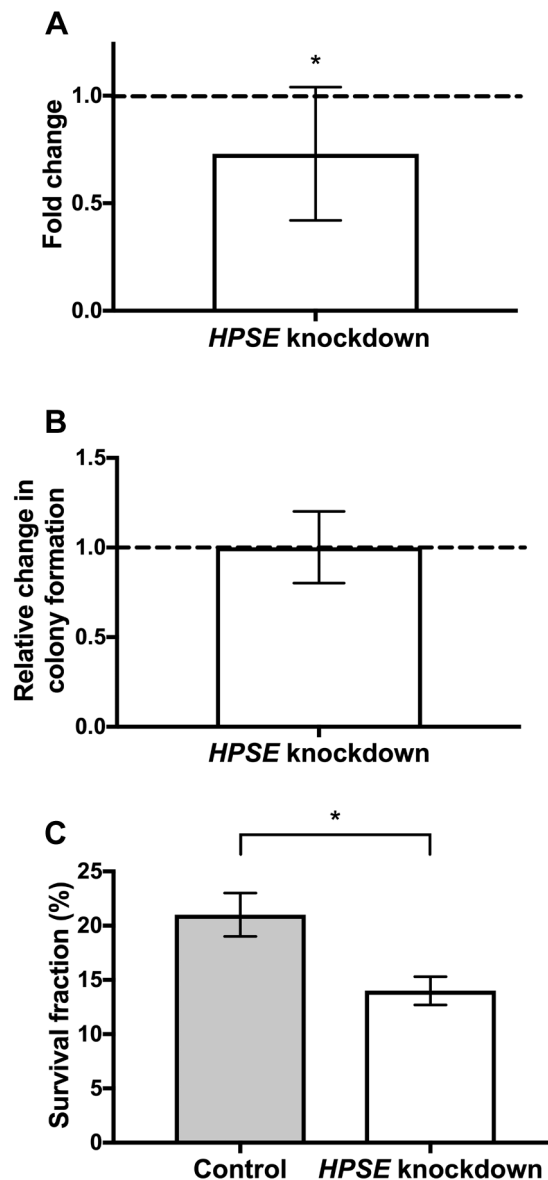 A
*
Fold change
1.0
0.5
0.0
HPSE knockdown
B
Relative change in
colony formation
1.5
1.0
0.5
0.0
HPSE knockdown
C
*
Survival fraction (%)
25
20
15
10
5
0
Control HPSE knockdown